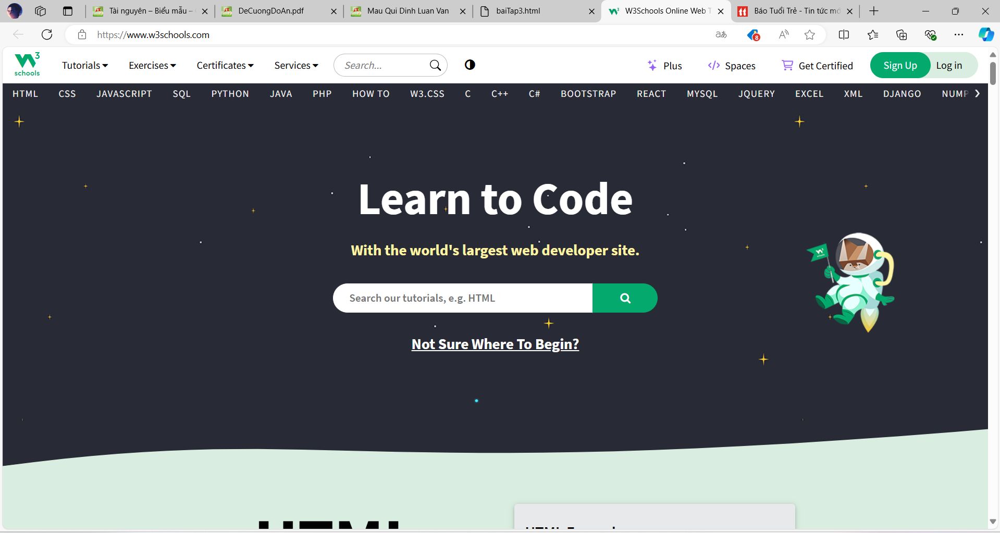 Tài nguyên – Biểu mẫu –
DeCuongDoAn.pdf
Mau Qui Dinh Luan Van
baiTap3.html
W3Schools Online Web T
Báo Tuổi Trẻ - Tin tức mớ
https://www.w3schools.com
8
W3 schools
Tutorials
Exercises
Certificates
Services
Search...
Plus
Spaces
Get Certified
Sign Up
Log in
HTML CSS JAVASCRIPT SQL PYTHON JAVA PHP HOW TO W3.CSS C C++ C# BOOTSTRAP REACT MYSQL JQUERY EXCEL XML DJANGO NUMP
Learn to Code
With the world's largest web developer site.
Search our tutorials, e.g. HTML
Not Sure Where To Begin?
HTML